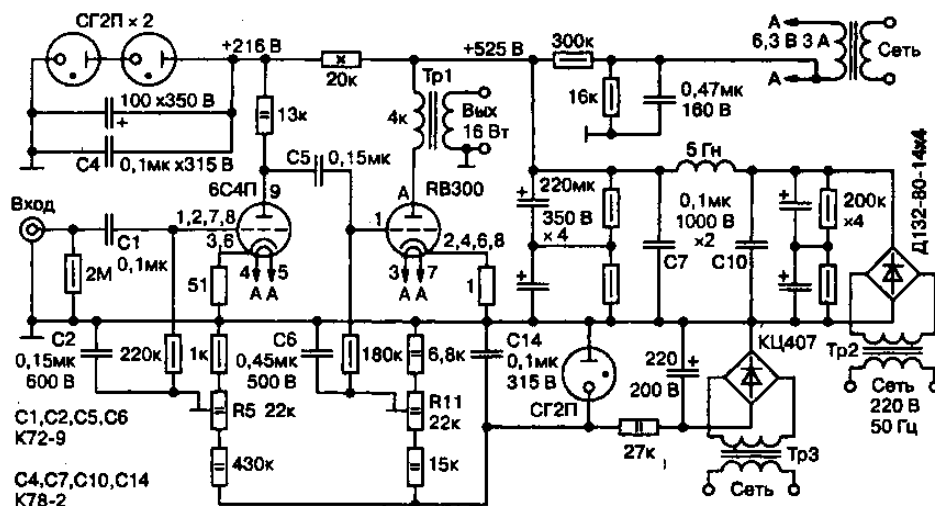 СГ2П × 2
+216 В
+525 В
300к
А
6,3 В 3 А
А
Сеть
20к
100 х350 В
+
13к
Тр1
4к
Вых
16 Вт
16к
0,47мк
160 В
С4
0,1мк х315 В
С5
0,15мк
6С4П
9
А
RB300
5 Гн
Вход
1,2,7,8
3,6
4
5
А А
1
2,4,6,8
3
7
А А
220мк
350 В
× 4
+
+
0,1мк
1000 В
×2
С7
С10
+
+
200к
×4
Д132-80-14х4
С1
0,1мк
2М
51
1
С2
0,15мк
600 В
220к
1к
С6
0,45мк
500 В
180к
6,8к
С14
0,1мк
315 В
СГ2П
220
200 В
+
КЦ407
Тр2
Сеть
220 В
50 Гц
R5 22к
R11
22к
С1,С2,С5,С6
К72-9
430к
15к
27к
Тр3
Сеть
С4,С7,С10,С14
К78-2